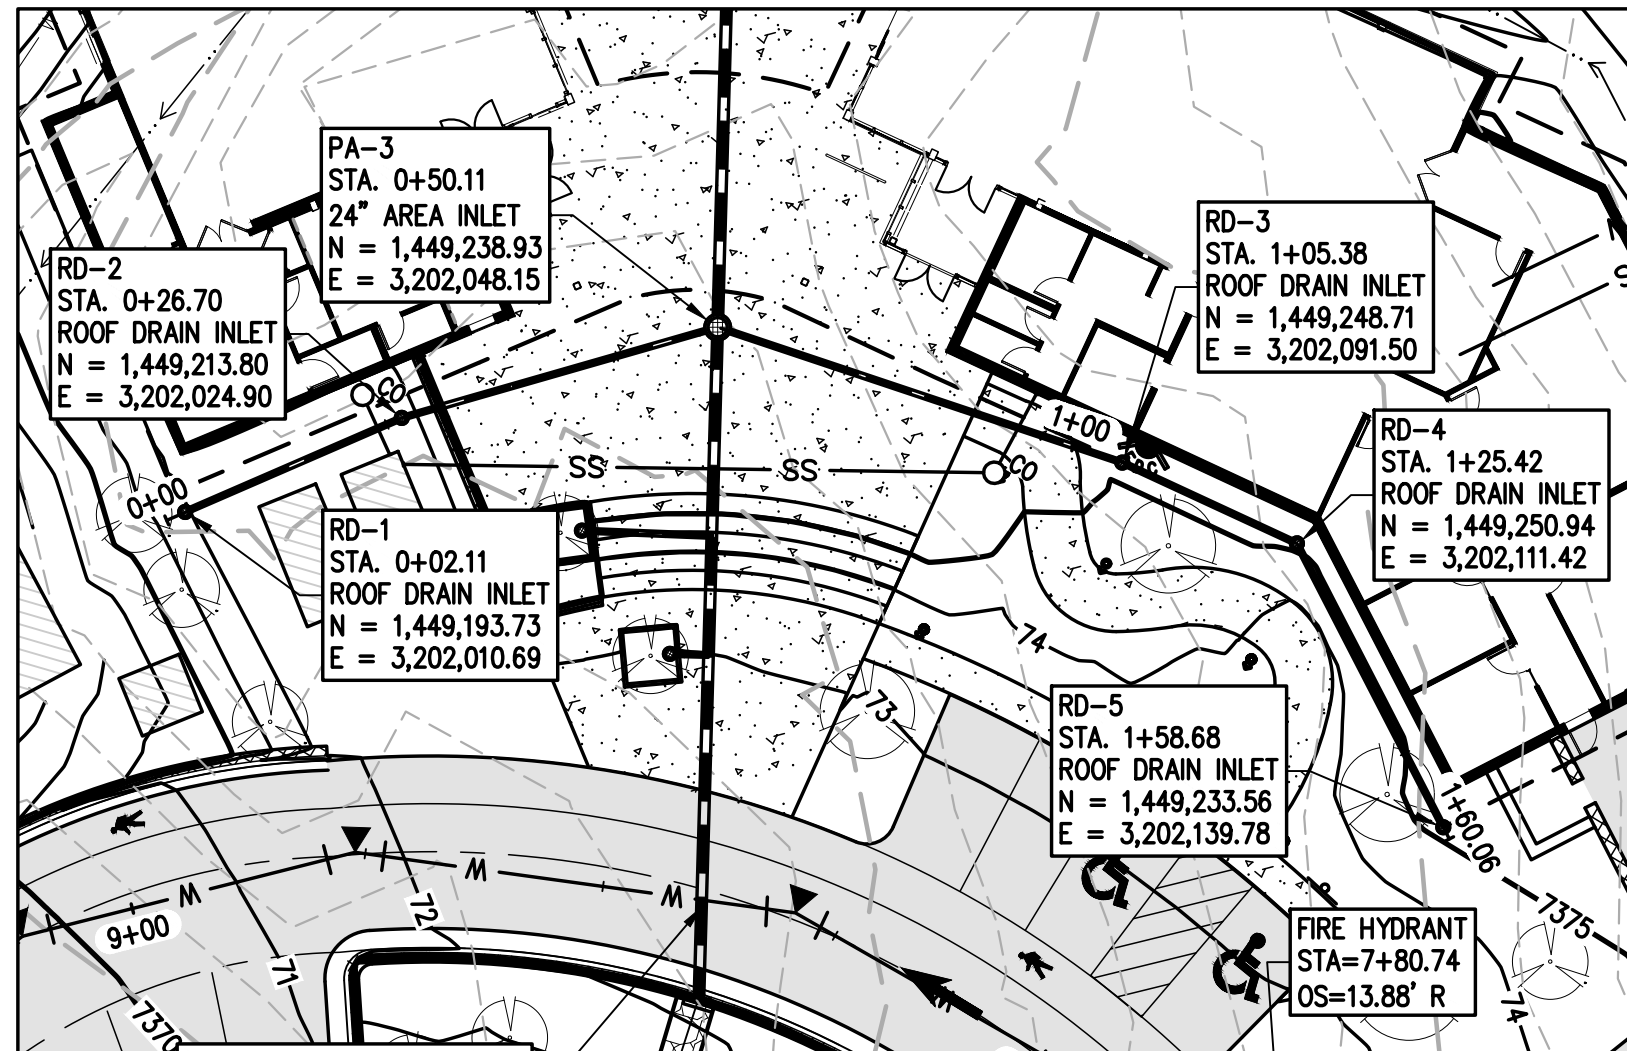 PA-3
STA. 0+50.11
24" AREA INLET
N = 1,449,238.93
E = 3,202,048.15
RD-2
STA. 0+26.70
ROOF DRAIN INLET
N = 1,449,213.80
E = 3,202,024.90
RD-3
STA. 1+05.38
ROOF DRAIN INLET
N = 1,449,248.71
E = 3,202,091.50
CO
1+00
RD-4
STA. 1+25.42
ROOF DRAIN INLET
N = 1,449,250.94
E = 3,202,111.42
SS
SS
CO
0+00
RD-1
STA. 0+02.11
ROOF DRAIN INLET
N = 1,449,193.73
E = 3,202,010.69
74
73
RD-5
STA. 1+58.68
ROOF DRAIN INLET
N = 1,449,233.56
E = 3,202,139.78
1+60.06
W
W
W
9+00
72
71
7370
7375
74
FIRE HYDRANT
STA=7+80.74
OS=13.88' R